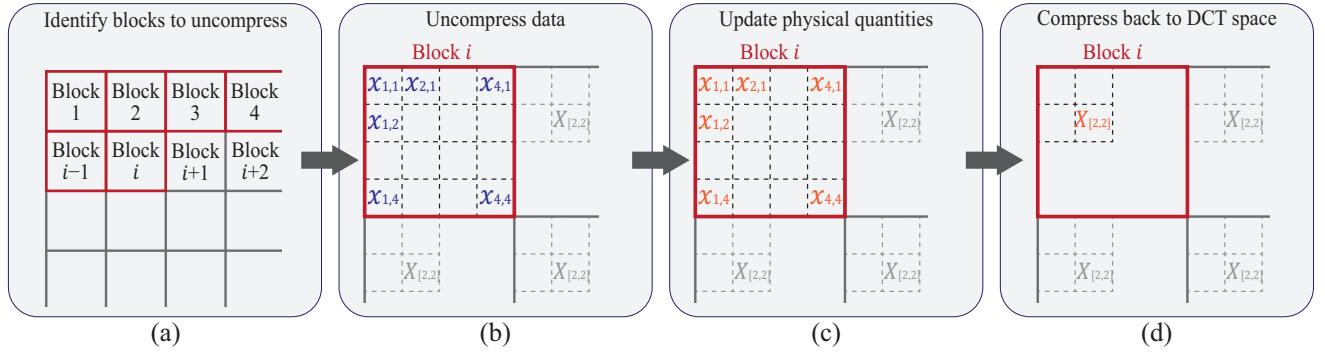 Identify blocks to uncompress
Block 1
Block 2
Block 3
Block 4
Block i−1
Block i
Block i+1
Block i+2
(a)
Uncompress data
Block i
x1,1 x2,1 x4,1
x1,2
x1,4 x4,4
X[2,2]
X[2,2]
X[2,2]
(b)
Update physical quantities
Block i
x1,1 x2,1 x4,1
x1,2
x1,4 x4,4
X[2,2]
X[2,2]
X[2,2]
(c)
Compress back to DCT space
Block i
X[2,2]
X[2,2]
X[2,2]
X[2,2]
(d)